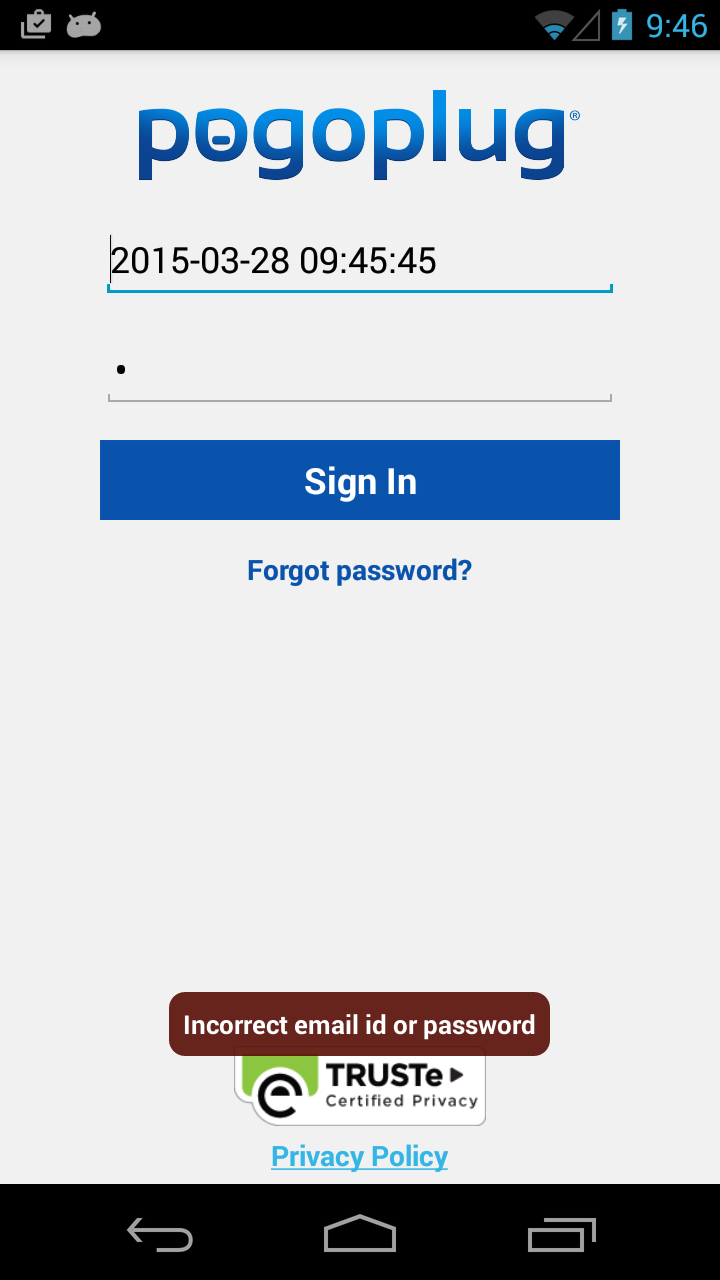 9:46
pogoplug®
2015-03-28 09:45:45
•
Sign In
Forgot password?
Incorrect email id or password
TRUSTe
Certified Privacy
Privacy Policy